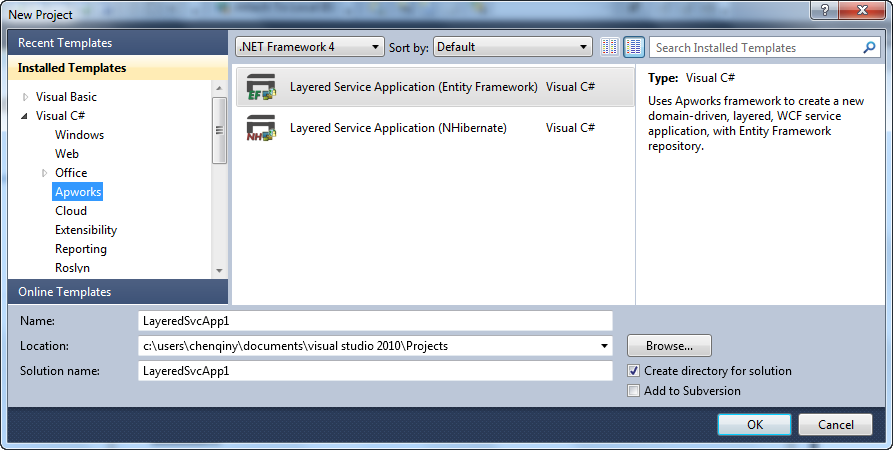 New Project
Recent Templates
.NET Framework 4
Sort by:
Default
Search Installed Templates
Installed Templates
Visual Basic
Visual C#
Windows
Web
Office
Apworks
Cloud
Extensibility
Reporting
Roslyn
Online Templates
EF
Layered Service Application (Entity Framework)
Visual C#
NH
Layered Service Application (NHibernate)
Visual C#
Type: Visual C#
Uses Apworks framework to create a new
domain-driven, layered, WCF service
application, with Entity Framework
repository.
Name:
LayeredSvcApp1
Location:
c:\users\chenqiny\documents\visual studio 2010\Projects
Browse...
Solution name:
LayeredSvcApp1
Create directory for solution
Add to Subversion
OK
Cancel